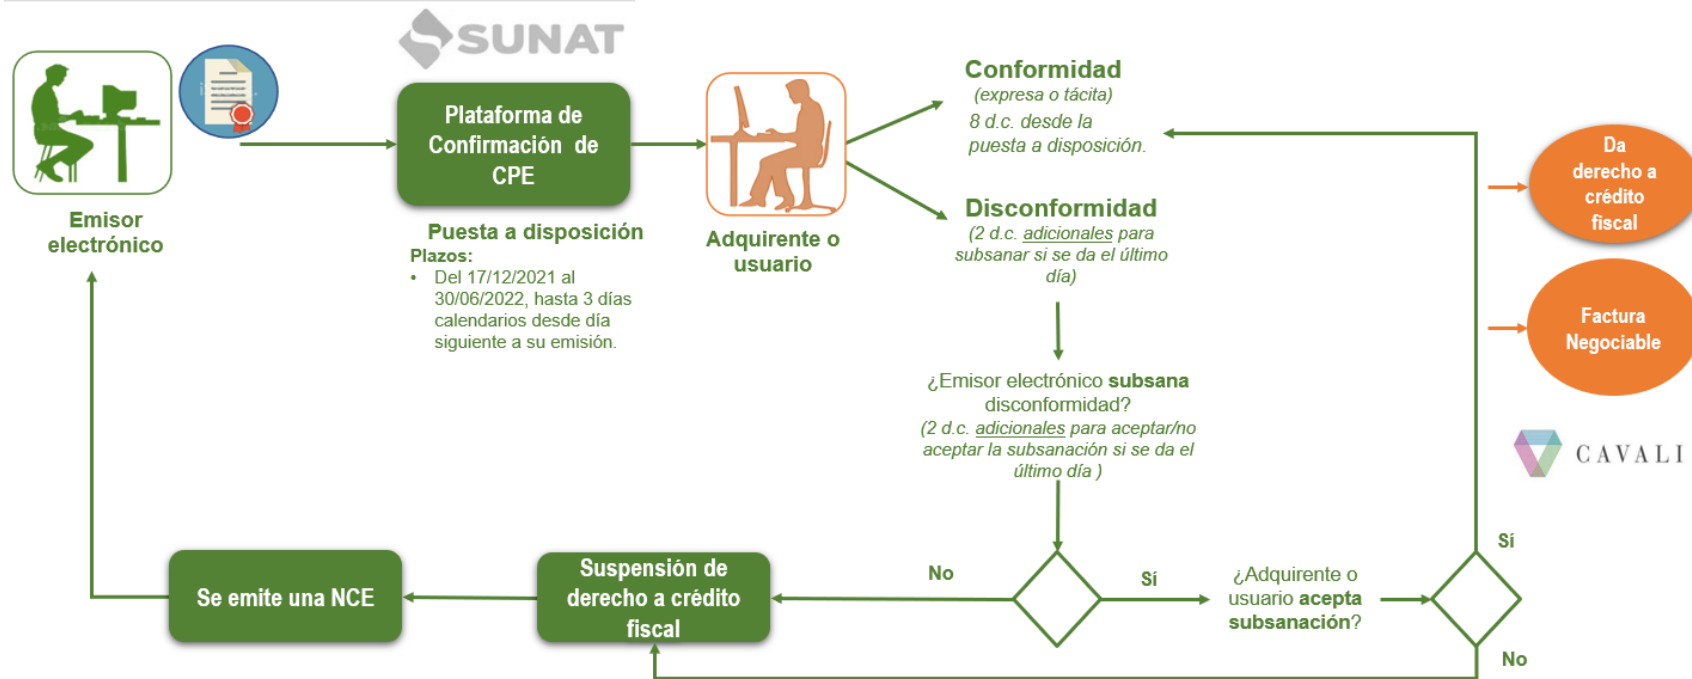 SUNAT
Emisor
electrónico
Plataforma de
Confirmación de
CPE
Puesta a disposición
Plazos:
• Del 17/12/2021 al
30/06/2022, hasta 3 días
calendarios desde día
siguiente a su emisión.
Adquirente o
usuario
Conformidad
(expresa o tácita)
8 d.c. desde la
puesta a disposición.
Disconformidad
(2 d.c. adicionales para
subsanar si se da el último
día)
¿Emisor electrónico subsana
disconformidad?
(2 d.c. adicionales para aceptar/no
aceptar la subsanación si se da el
último día )
Da
derecho a
crédito
fiscal
Factura
Negociable
CAVALI
Se emite una NCE
Suspensión de
derecho a crédito
fiscal
No
Sí
¿Adquirente o
usuario acepta
subsanación?
Sí
No